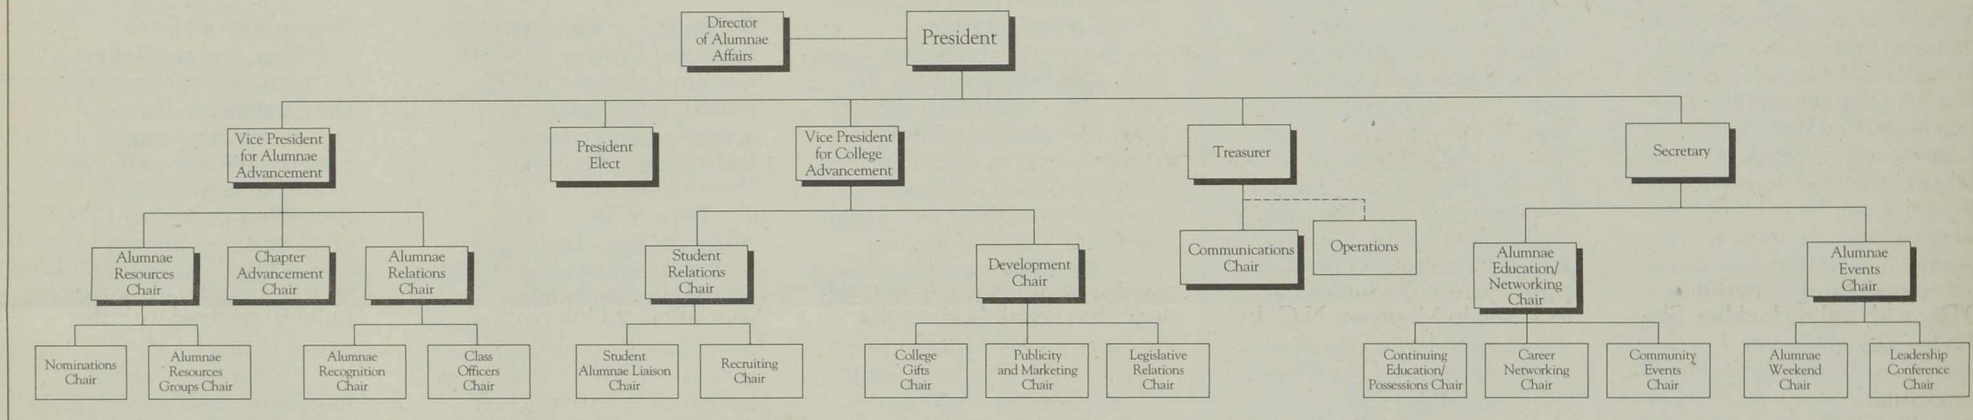 Director
of Alumnae
Affairs
President
Vice President
for Alumnae
Advancement
President
Elect
Vice President
for College
Advancement
Treasurer
Secretary
Alumnae
Resources
Chair
Chapter
Advancement
Chair
Alumnae
Relations
Chair
Student
Relations
Chair
Development
Chair
Communications
Chair
Operations
Alumnae
Education/
Networking
Chair
Alumnae
Events
Chair
Nominations
Chair
Alumnae
Resources
Groups Chair
Alumnae
Recognition
Chair
Class
Officers
Chair
Student
Alumnae Liaison
Chair
Recruiting
Chair
College
Gifts
Chair
Publicity
and Marketing
Chair
Legislative
Relations
Chair
Continuing
Education/
Possessions Chair
Career
Networking
Chair
Community
Events
Chair
Alumnae
Weekend
Chair
Leadership
Conference
Chair